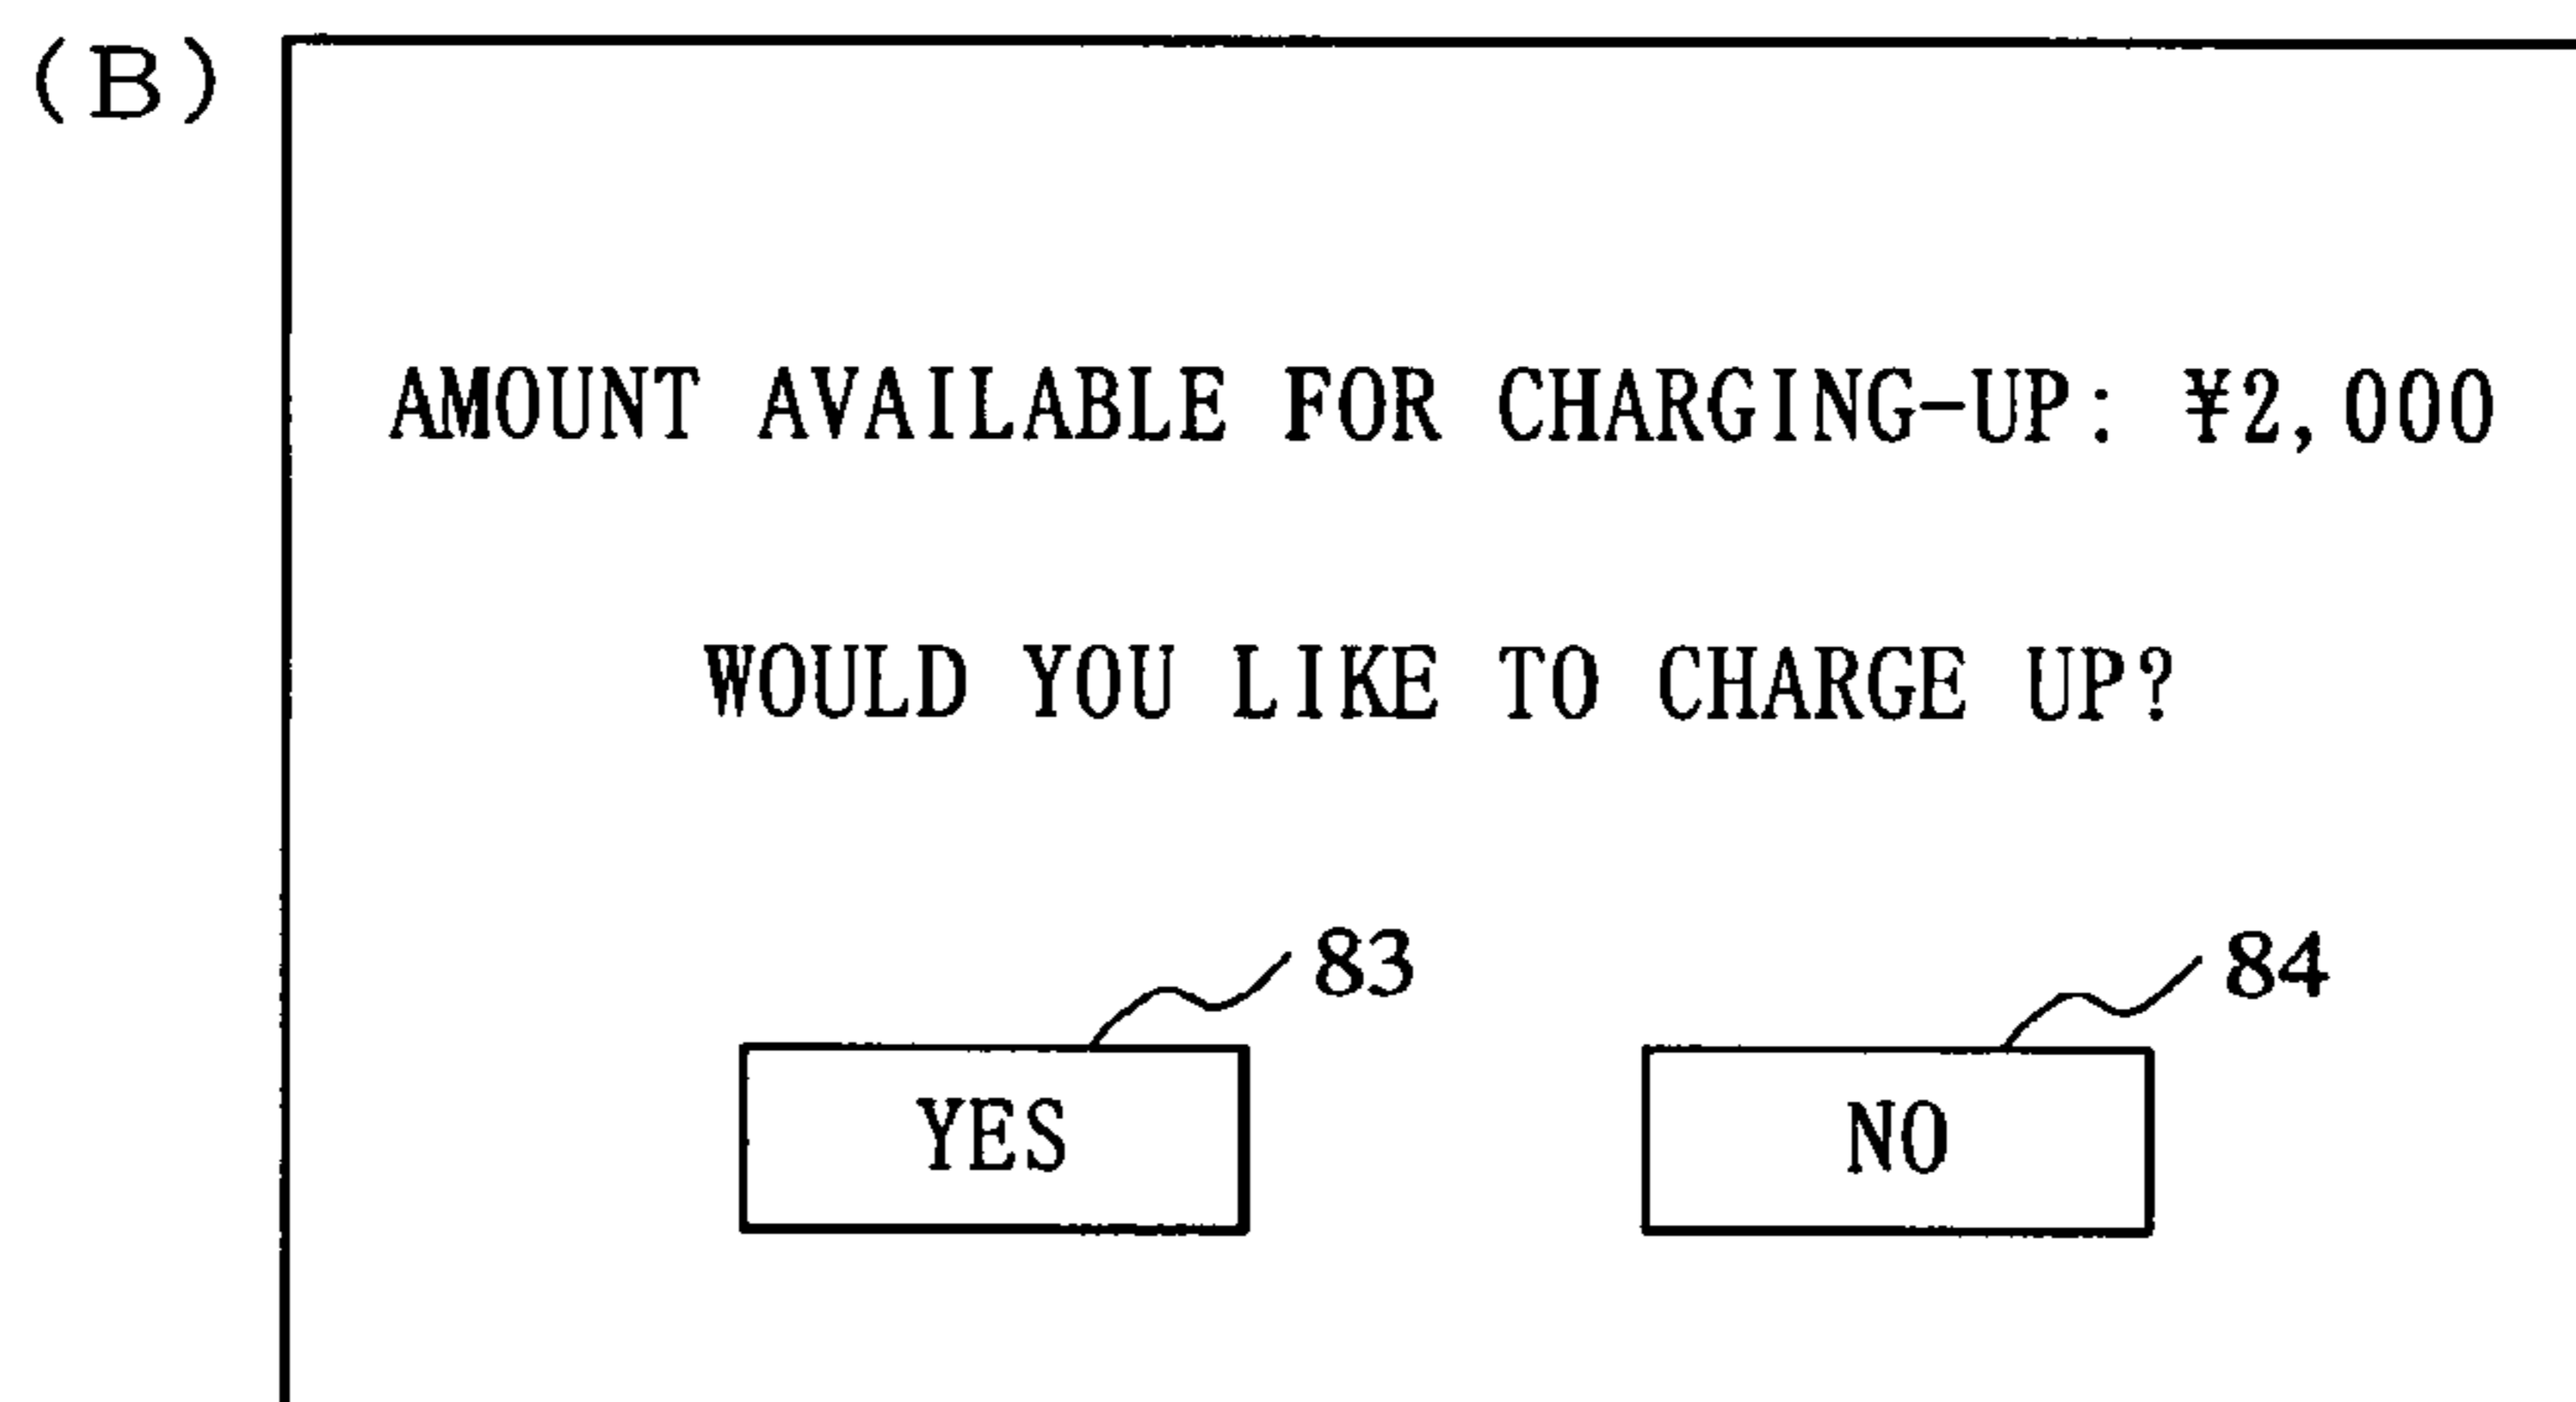 (B)
AMOUNT AVAILABLE FOR CHARGING-UP: ¥2,000
WOULD YOU LIKE TO CHARGE UP?
83
84
YES
NO